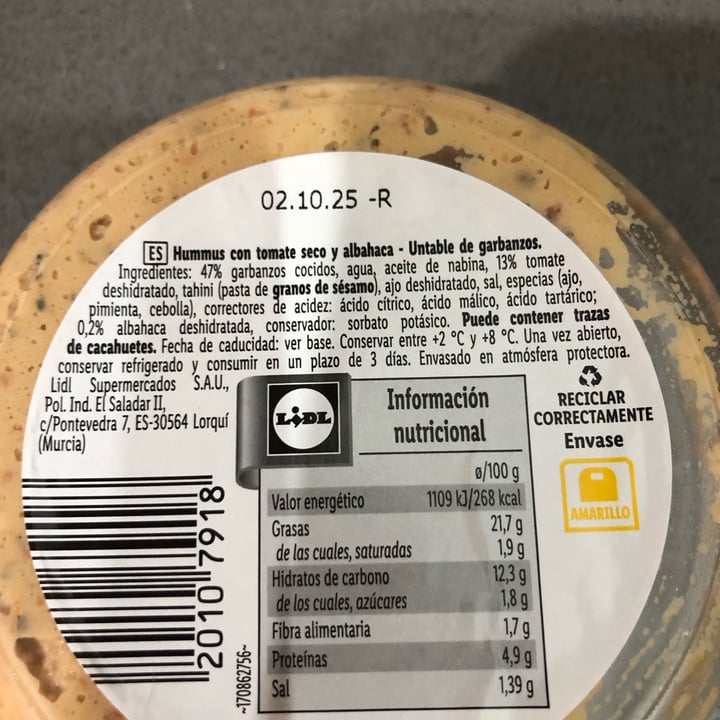 02.10.25 -R
ES Hummus con tomate seco y albahaca - Untable de garbanzos.
Ingredientes: 47% garbanzos cocidos, agua, aceite de nabina, 13% tomate
deshidratado, tahini (pasta de granos de sésamo), ajo deshidratado, sal, especias (ajo,
pimienta, cebolla), correctores de acidez: ácido cítrico, ácido málico, ácido tartárico;
0,2% albahaca deshidratada, conservador: sorbato potásico. Puede contener trazas
de cacahuetes. Fecha de caducidad: ver base. Conservar entre +2 °C y +8 °C. Una vez abierto,
conservar refrigerado y consumir en un plazo de 3 días. Envasado en atmósfera protectora.
Lidl Supermercados S.A.U.,
Pol. Ind. El Saladar II,
c/Pontevedra 7, ES-30564 Lorquí
(Murcia)
LIDL
Información
nutricional
ø/100 g
Valor energético 1109 kJ/268 kcal
Grasas 21,7 g
de las cuales, saturadas 1,9 g
Hidratos de carbono 12,3 g
de los cuales, azúcares 1,8 g
Fibra alimentaria 1,7 g
Proteínas 4,9 g
Sal 1,39 g
RECICLAR
CORRECTAMENTE
Envase
AMARILLO
2010 7918
~170862756~